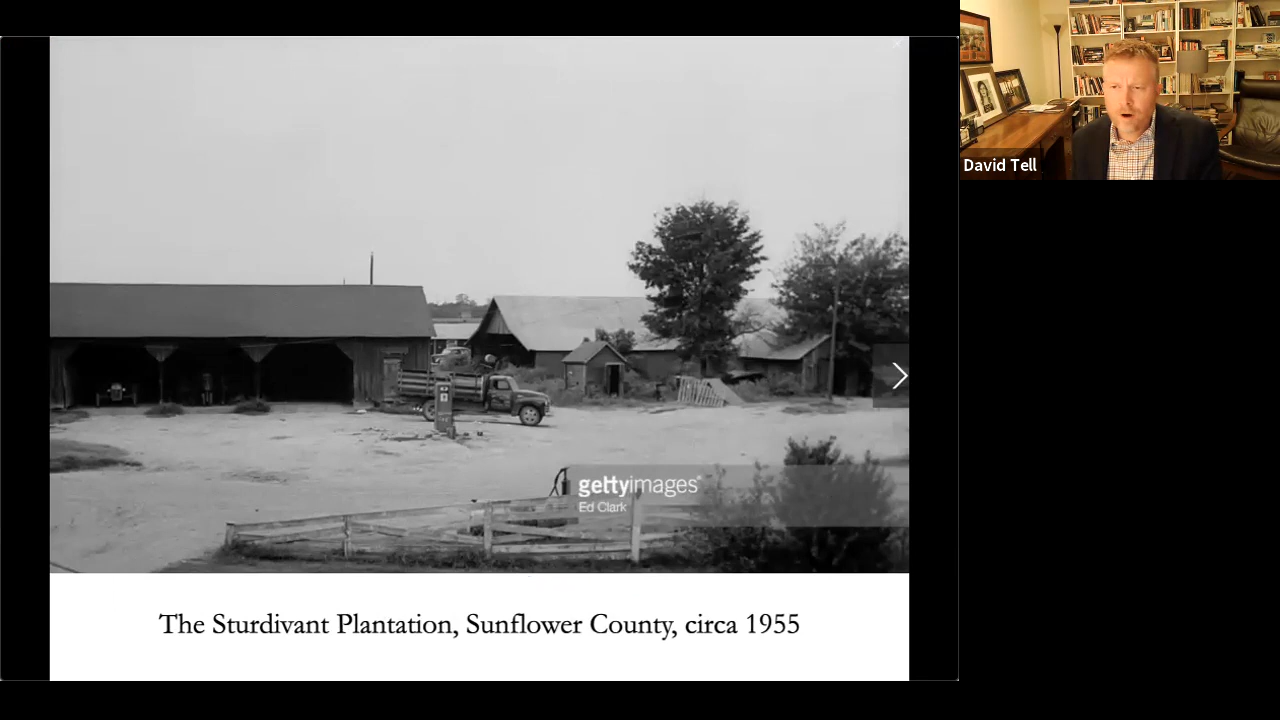 gettyimages®
Ed Clark
The Sturdivant Plantation, Sunflower County, circa 1955
David Tell